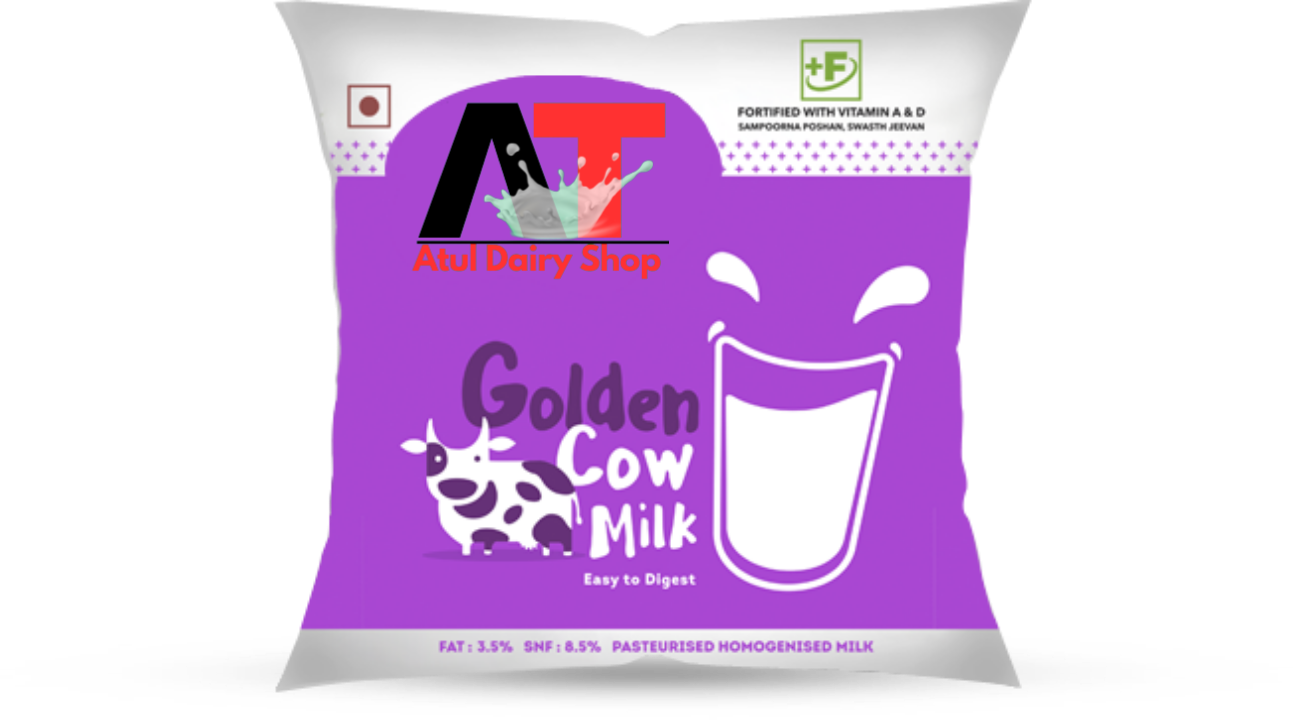 +F
FORTIFIED WITH VITAMIN A & D
SAMPOORNA POSHAN, SWASTH JEEVAN
AT
Atul Dairy Shop
Golden
Cow
Milk
Easy to Digest
FAT : 3.5% SNF : 8.5% PASTEURISED HOMOGENISED MILK